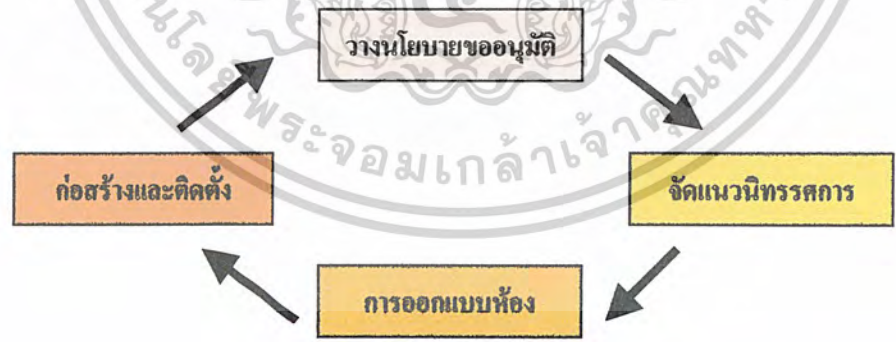 วางนโยบายขออนุมัติ
ก่อสร้างและติดตั้ง
จัดแนวนิทรรศการ
การออกแบบห้อง
พระจอมเกล้าเจ้าคุณทหาร